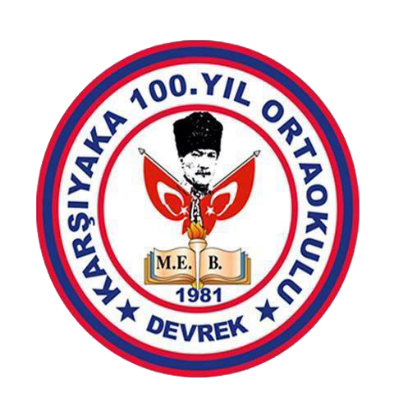 KARŞIYAKA 100.YIL ORTAOKULU
M.E. B.
1981
★ DEVREK ★